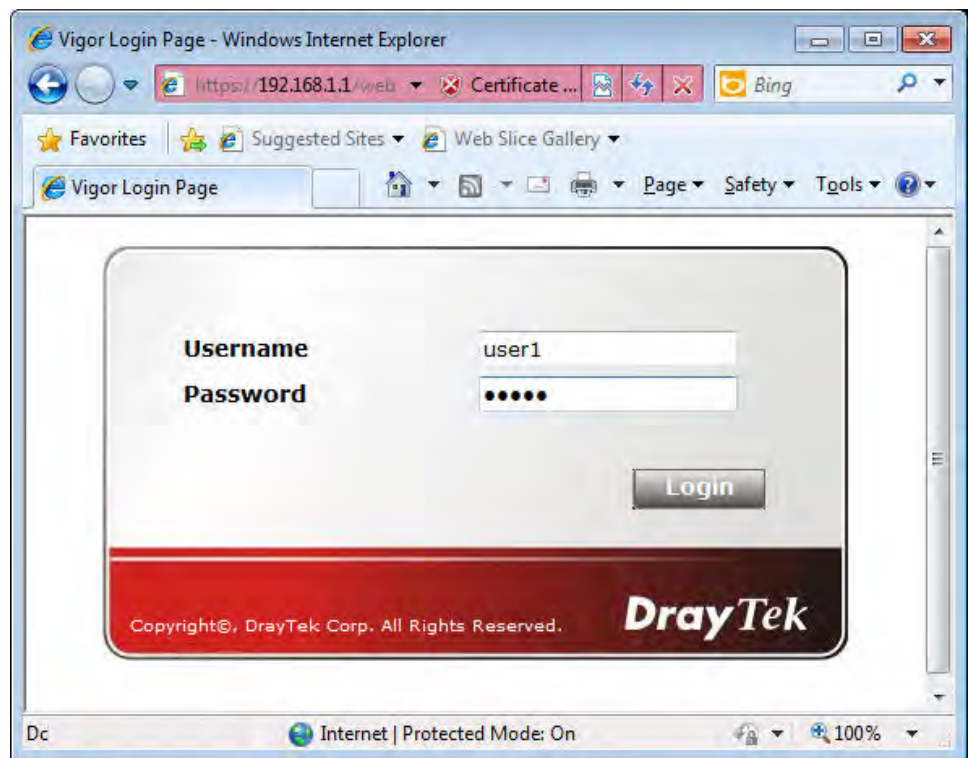 Vigor Login Page - Windows Internet Explorer
https://192.168.1.1/web Certificate ... Bing
Favorites Suggested Sites Web Slice Gallery
Vigor Login Page Page Safety Tools
Username user1
Password •••••
Login
Copyright©, DrayTek Corp. All Rights Reserved. DrayTek
Dc Internet | Protected Mode: On 100%